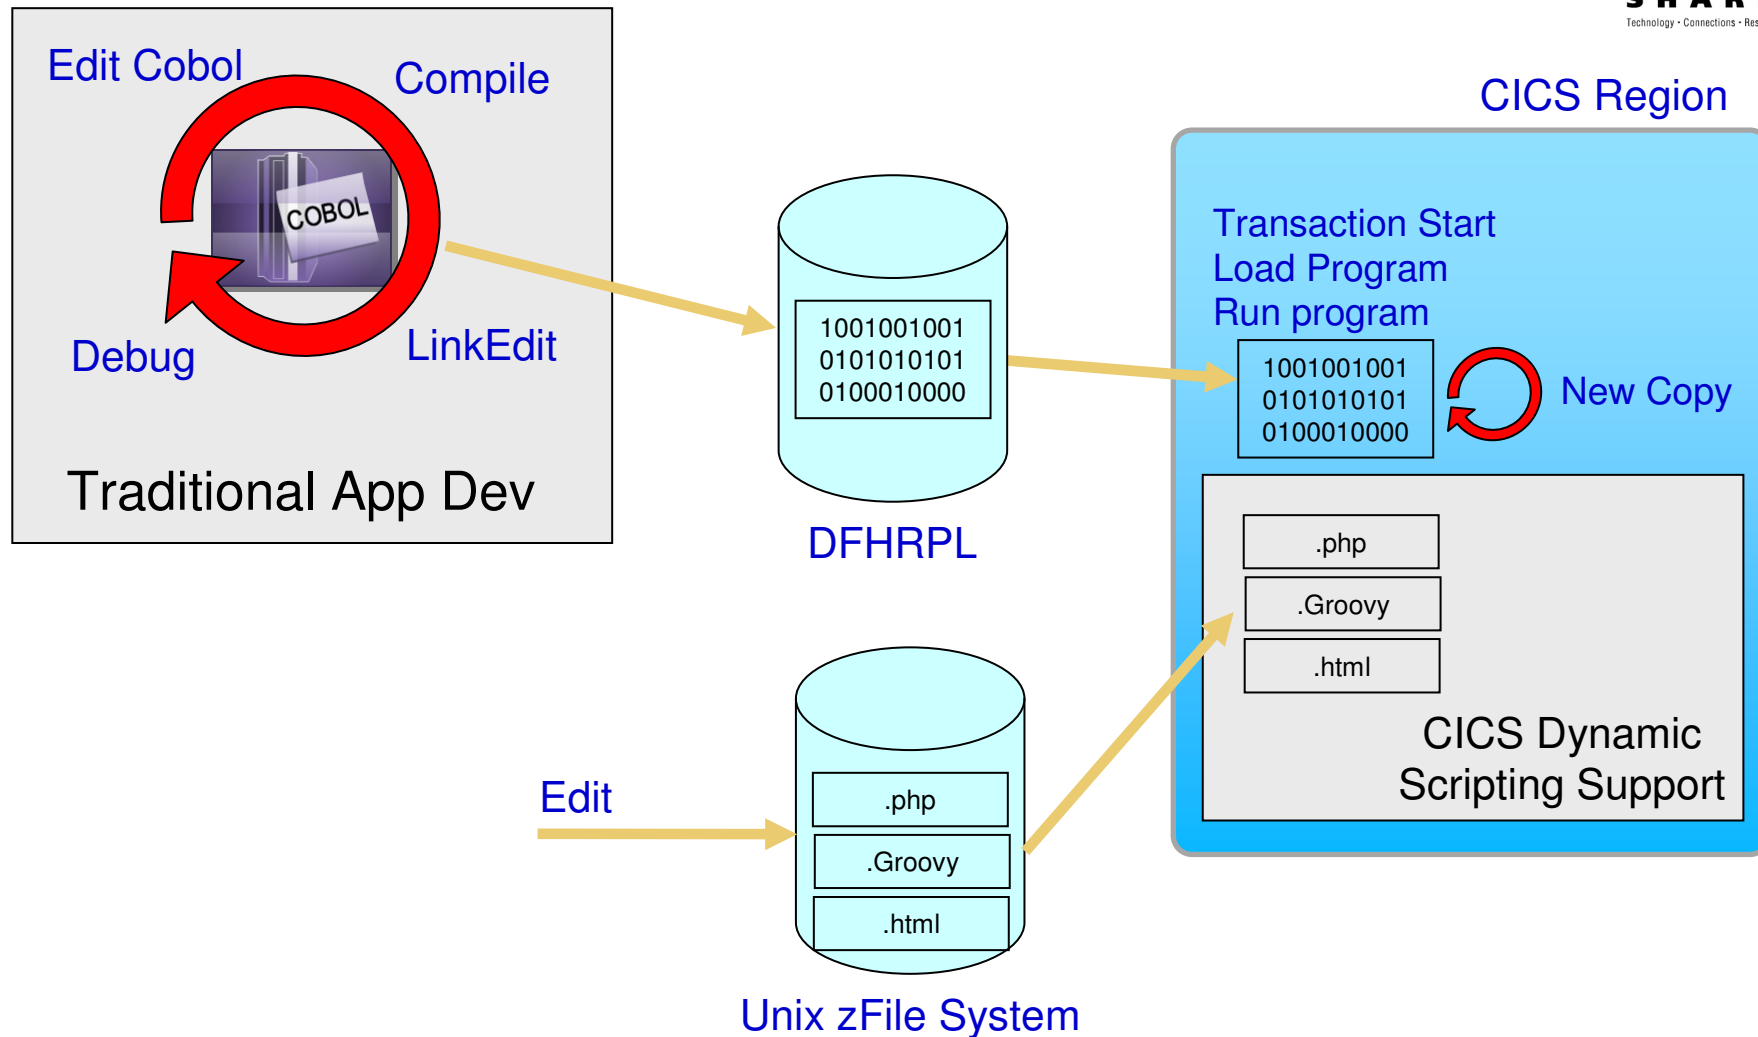 Technology · Connections · Res
Edit Cobol
Compile
COBOL
Debug
LinkEdit
Traditional App Dev
1001001001
0101010101
0100010000
DFHRPL
CICS Region
Transaction Start
Load Program
Run program
1001001001
0101010101
0100010000
New Copy
.php
.Groovy
.html
CICS Dynamic
Scripting Support
Edit
.php
.Groovy
.html
Unix zFile System